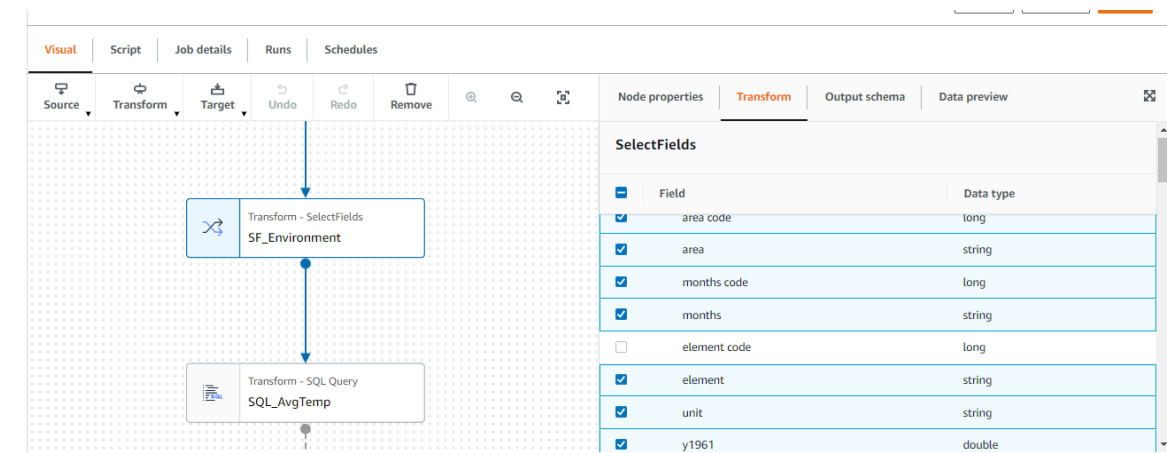 Visual Script Job details Runs Schedules
Source Transform Target Undo Redo Remove
Transform - SelectFields
SF_Environment
Transform - SQL Query
SQL_AvgTemp
Node properties Transform Output schema Data preview
SelectFields
Field Data type
area code long
area string
months code long
months string
element code long
element string
unit string
y1961 double